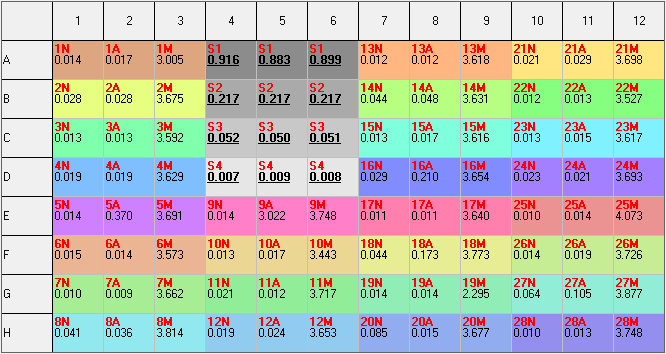 1 2 3 4 5 6 7 8 9 10 11 12
A 1N 1A 1M S1 S1 S1 13N 13A 13M 21N 21A 21M
0.014 0.017 3.005 0.916 0.883 0.899 0.012 0.012 3.618 0.021 0.029 3.698
B 2N 2A 2M S2 S2 S2 14N 14A 14M 22N 22A 22M
0.028 0.028 3.675 0.217 0.217 0.217 0.044 0.048 3.631 0.012 0.013 3.527
C 3N 3A 3M S3 S3 S3 15N 15A 15M 23N 23A 23M
0.013 0.013 3.592 0.052 0.050 0.051 0.013 0.017 3.616 0.013 0.015 3.617
D 4N 4A 4M S4 S4 S4 16N 16A 16M 24N 24A 24M
0.019 0.019 3.629 0.007 0.009 0.008 0.029 0.210 3.654 0.023 0.021 3.693
E 5N 5A 5M 9N 9A 9M 17N 17A 17M 25N 25A 25M
0.014 0.370 3.691 0.014 3.022 3.748 0.011 0.011 3.640 0.010 0.014 4.073
F 6N 6A 6M 10N 10A 10M 18N 18A 18M 26N 26A 26M
0.015 0.014 3.573 0.013 0.017 3.443 0.044 0.173 3.773 0.014 0.019 3.726
G 7N 7A 7M 11N 11A 11M 19N 19A 19M 27N 27A 27M
0.010 0.009 3.662 0.021 0.012 3.717 0.014 0.014 2.295 0.064 0.105 3.877
H 8N 8A 8M 12N 12A 12M 20N 20A 20M 28N 28A 28M
0.041 0.036 3.814 0.019 0.024 3.653 0.085 0.015 3.677 0.010 0.013 3.748